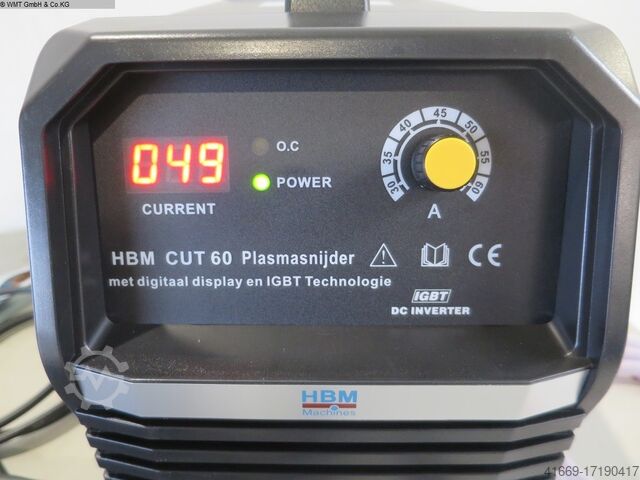 © WMT GmbH & Co.KG
049
CURRENT
O.C
POWER
30 35 40 45 50 55 60
A
HBM CUT 60 Plasmasnijder
CE
met digitaal display en IGBT Technologie
IGBT
DC INVERTER
HBM
Machines
41669-17190417